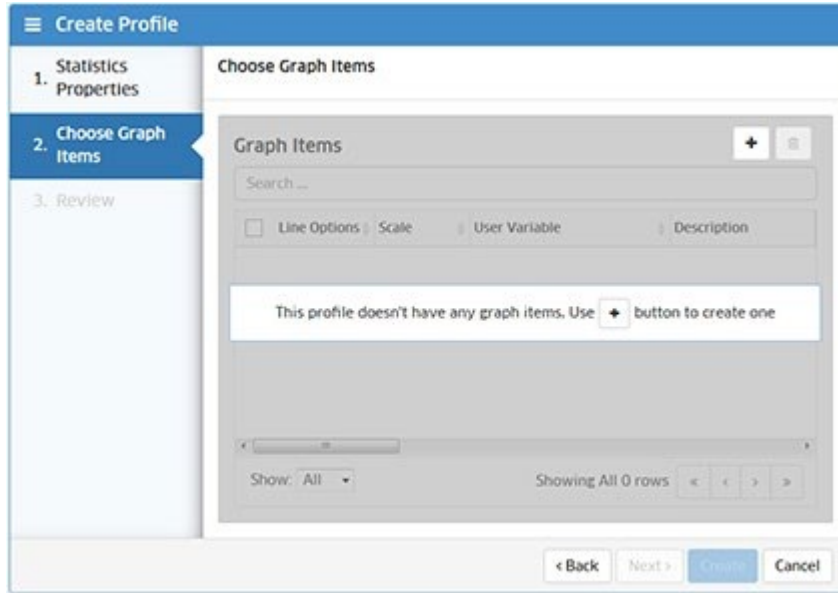 Create Profile
1. Statistics Properties
Choose Graph Items
2. Choose Graph Items
3. Review
Graph Items
+
Search ...
Line Options Scale User Variable Description
This profile doesn't have any graph items. Use + button to create one
Show: All
Showing All 0 rows « ‹ › »
‹ Back Next › Create Cancel